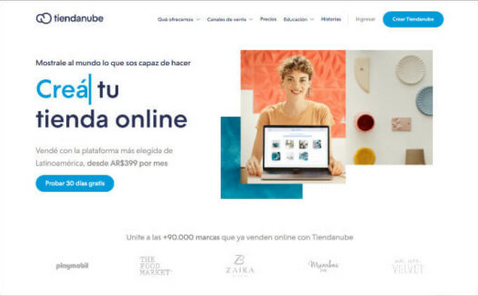 tiendanube
Qué ofrecemos Canales de venta Precios Educación Historias Ingresar Crear Tiendanube
Mostrale al mundo lo que sos capaz de hacer
Creá tu
tienda online
Vendé con la plataforma más elegida de
Latinoamérica, desde AR$399 por mes
Probar 30 días gratis
Unite a las +90.000 marcas que ya venden online con Tiendanube
playmobil
THE
FOOD
MARKET
ZAIRA
VELVET